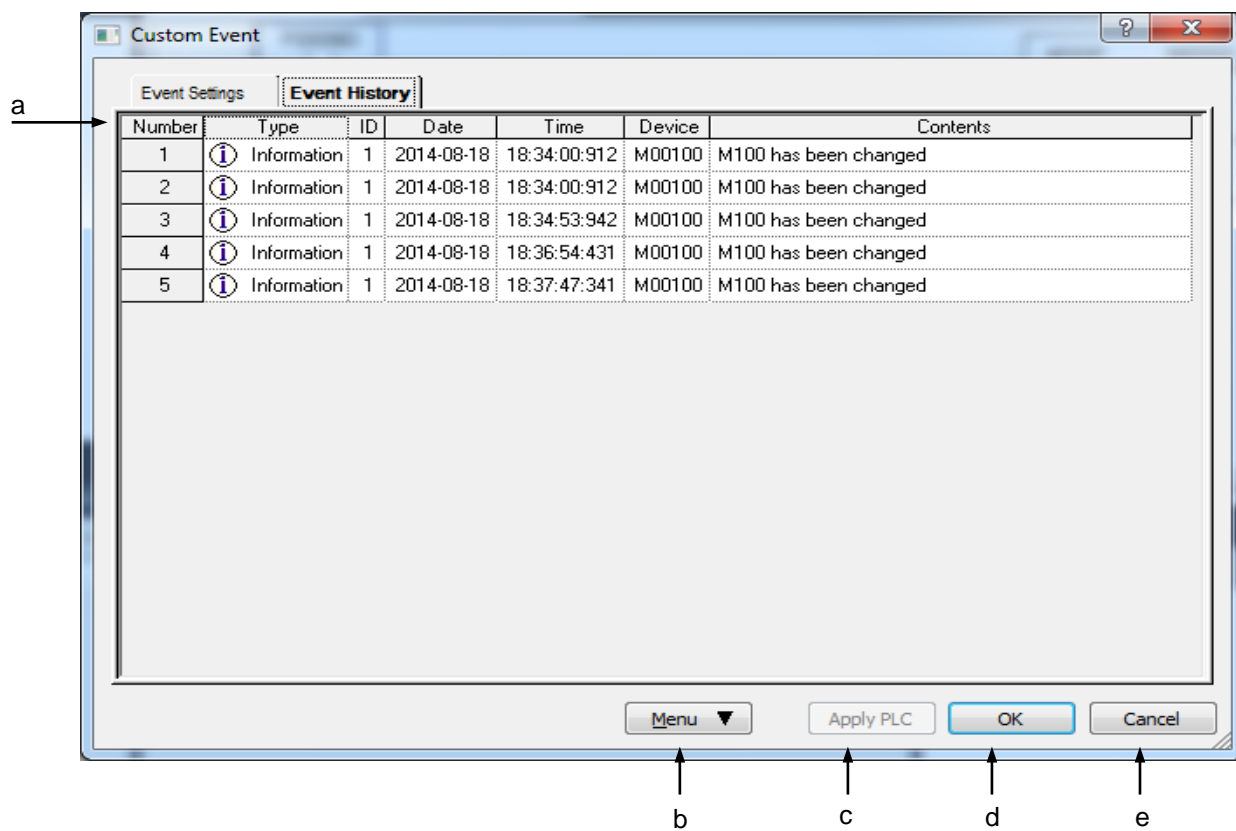 Custom Event
Event Settings Event History
a
Number Type ID Date Time Device Contents
1 Information 1 2014-08-18 18:34:00:912 M00100 M100 has been changed
2 Information 1 2014-08-18 18:34:00:912 M00100 M100 has been changed
3 Information 1 2014-08-18 18:34:53:942 M00100 M100 has been changed
4 Information 1 2014-08-18 18:36:54:431 M00100 M100 has been changed
5 Information 1 2014-08-18 18:37:47:341 M00100 M100 has been changed
Menu ▼ Apply PLC OK Cancel
b c d e